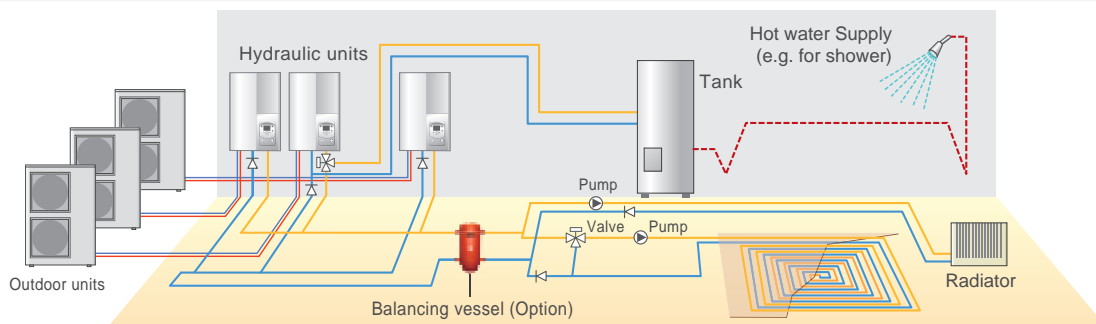 Hydraulic units
Hot water Supply
(e.g. for shower)
Tank
Pump
Valve
Pump
Outdoor units
Balancing vessel (Option)
Radiator